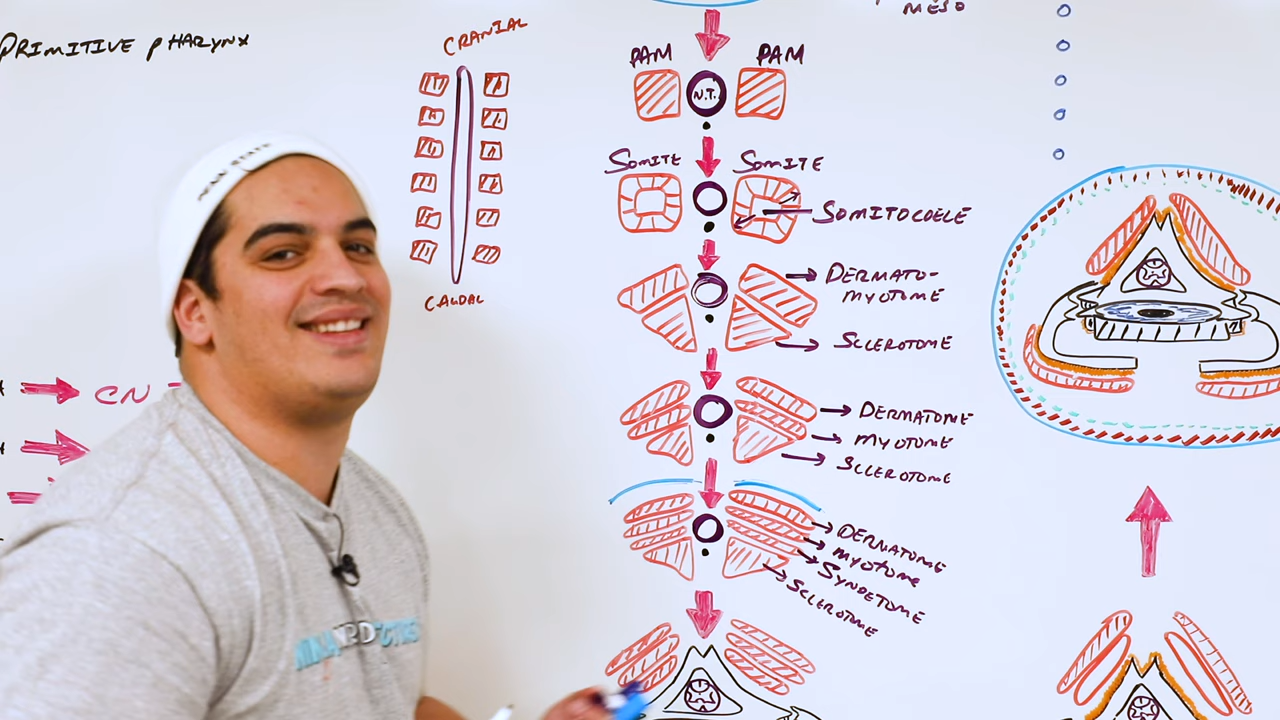 PRIMITIVE PHARYNX
CRANIAL
CAUDAL
MESO
PAM
PAM
N.T.
SOMITE
SOMITE
SOMITOCOELE
DERMATO-
MYOTOME
SCLEROTOME
DERMATOME
MYOTOME
SCLEROTOME
DERMATOME
MYOTOME
SYNDETOME
SCLEROTOME
CN